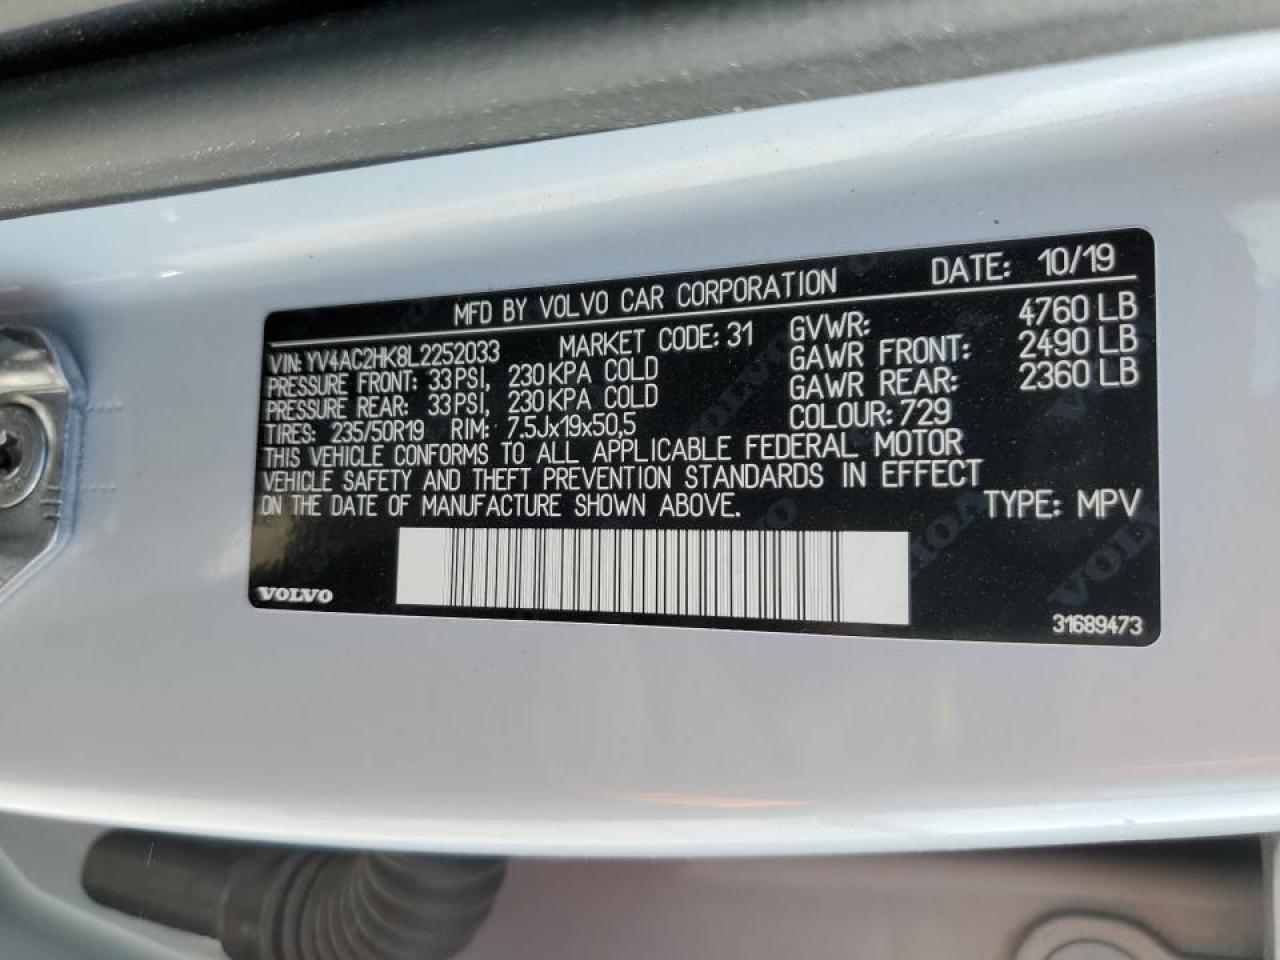 MFD BY VOLVO CAR CORPORATION DATE: 10/19
VIN: YV4AC2HK8L2252033 MARKET CODE: 31 GVWR: 4760 LB
PRESSURE FRONT: 33 PSI, 230 KPA COLD GAWR FRONT: 2490 LB
PRESSURE REAR: 33 PSI, 230 KPA COLD GAWR REAR: 2360 LB
TIRES: 235/50R19 RIM: 7.5Jx19x50,5 COLOUR: 729
THIS VEHICLE CONFORMS TO ALL APPLICABLE FEDERAL MOTOR
VEHICLE SAFETY AND THEFT PREVENTION STANDARDS IN EFFECT
ON THE DATE OF MANUFACTURE SHOWN ABOVE. TYPE: MPV
VOLVO
31689473